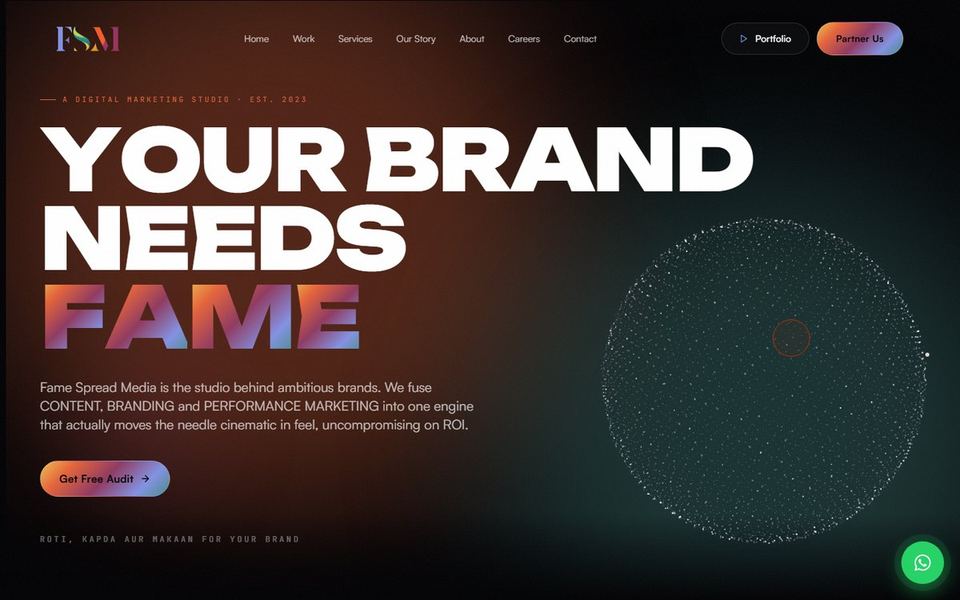 FSM
Home Work Services Our Story About Careers Contact
Portfolio
Partner Us
A DIGITAL MARKETING STUDIO · EST. 2023
YOUR BRAND
NEEDS
FAME
Fame Spread Media is the studio behind ambitious brands. We fuse
CONTENT, BRANDING and PERFORMANCE MARKETING into one engine
that actually moves the needle cinematic in feel, uncompromising on ROI.
Get Free Audit →
ROTI, KAPDA AUR MAKAAN FOR YOUR BRAND